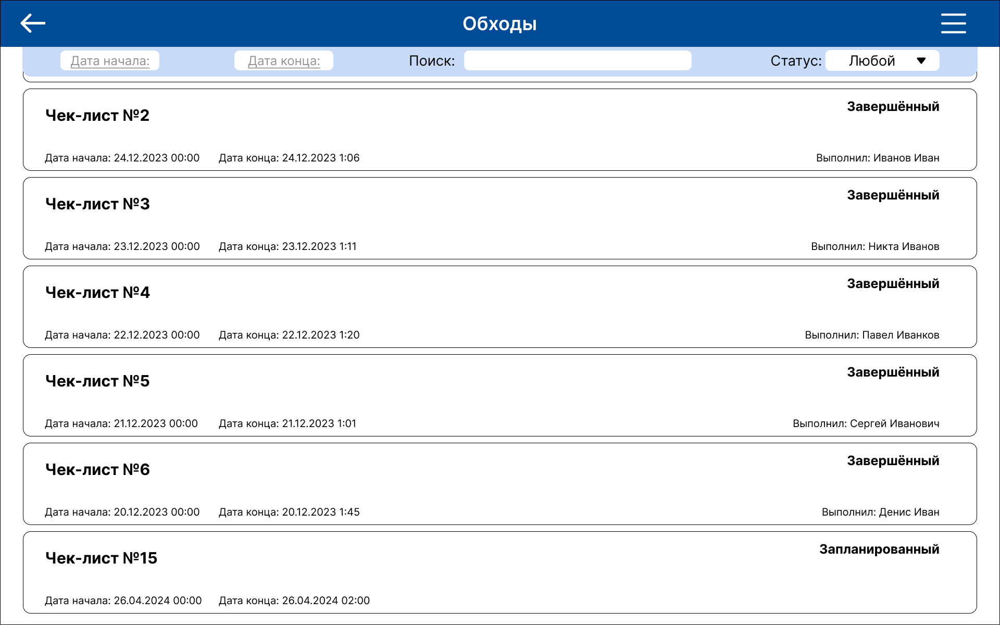 Обходы
Дата начала: Дата конца: Поиск: Статус: Любой
Чек-лист №2
Завершённый
Дата начала: 24.12.2023 00:00 Дата конца: 24.12.2023 1:06 Выполнил: Иванов Иван
Чек-лист №3
Завершённый
Дата начала: 23.12.2023 00:00 Дата конца: 23.12.2023 1:11 Выполнил: Никта Иванов
Чек-лист №4
Завершённый
Дата начала: 22.12.2023 00:00 Дата конца: 22.12.2023 1:20 Выполнил: Павел Иванков
Чек-лист №5
Завершённый
Дата начала: 21.12.2023 00:00 Дата конца: 21.12.2023 1:01 Выполнил: Сергей Иванович
Чек-лист №6
Завершённый
Дата начала: 20.12.2023 00:00 Дата конца: 20.12.2023 1:45 Выполнил: Денис Иван
Чек-лист №15
Запланированный
Дата начала: 26.04.2024 00:00 Дата конца: 26.04.2024 02:00